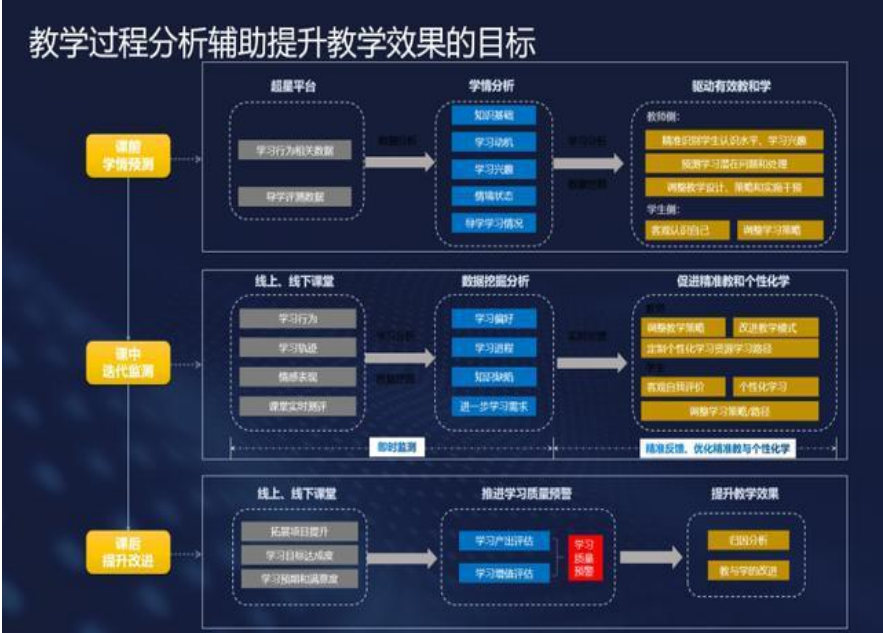 教学过程分析辅助提升教学效果的目标
课前
学情预测
超星平台
学习行为相关数据
导学评测数据
学情分析
知识基础
学习动机
学习兴趣
情绪状态
导学学习情况
驱动有效教和学
教师侧:
精准识别学生认识水平、学习兴趣
预测学习潜在问题和处理
调整教学设计、策略和实施干预
学生侧:
客观认识自己
调整学习策略
课中
迭代监测
线上、线下课堂
学习行为
学习轨迹
情感表现
课堂实时测评
数据挖掘分析
学习偏好
学习进程
知识缺陷
进一步学习需求
促进精准教和个性化学
调整教学策略
改进教学模式
定制个性化学习资源学习路径
学生
客观自我评价
个性化学习
调整学习策略/路径
即时监测
精准反馈、优化精准教与个性化学
课后
提升改进
线上、线下课堂
拓展项目提升
学习目标达成度
学习预期和满意度
推进学习质量预警
学习产出评估
学习增值评估
学习
质量
预警
提升教学效果
归因分析
教与学的改进